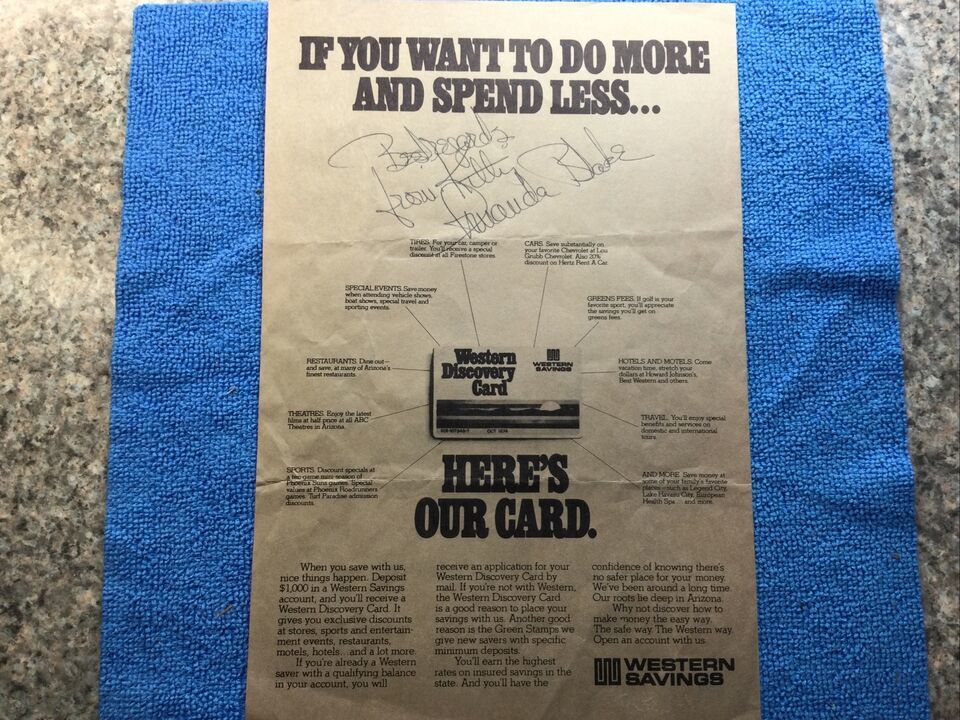 IF YOU WANT TO DO MORE
AND SPEND LESS...
Best regards
from Kitty
Amanda Blake
TIRES. For your car, camper or
trailer. You'll receive a special
discount at all Firestone stores.
CARS. Save substantially on
your favorite Chevrolet at Lou
Grubb Chevrolet. Also 20%
discount on Hertz Rent A Car.
SPECIAL EVENTS. Save money
when attending vehicle shows,
boat shows, special travel and
sporting events.
GREENS FEES. If golf is your
favorite sport, you'll appreciate
the savings you'll get on
greens fees.
RESTAURANTS. Dine out—
and save, at many of Arizona's
finest restaurants.
HOTELS AND MOTELS. Come
vacation time, stretch your
dollars at Howard Johnson's,
Best Western and others.
THEATRES. Enjoy the latest
films at half price at all ABC
Theatres in Arizona.
TRAVEL. You'll enjoy special
benefits and services on
domestic and international
tours.
SPORTS. Discount specials at
a two-game mini-season of
Phoenix Suns games. Special
values at Phoenix Roadrunners
games. Turf Paradise admission
discounts.
AND MORE. Save money at
some of your family's favorite
places—such as Legend City,
Lake Havasu City, European
Health Spa... and more.
Western
Discovery
Card
WESTERN
SAVINGS
OCT 1974
HERE'S
OUR CARD.
When you save with us,
nice things happen. Deposit
$1,000 in a Western Savings
account, and you'll receive a
Western Discovery Card. It
gives you exclusive discounts
at stores, sports and entertain-
ment events, restaurants,
motels, hotels...and a lot more.
If you're already a Western
saver with a qualifying balance
in your account, you will
receive an application for your
Western Discovery Card by
mail. If you're not with Western,
the Western Discovery Card
is a good reason to place your
savings with us. Another good
reason is the Green Stamps we
give new savers with specific
minimum deposits.
You'll earn the highest
rates on insured savings in the
state. And you'll have the
confidence of knowing there's
no safer place for your money.
We've been around a long time.
Our roots lie deep in Arizona.
Why not discover how to
make money the easy way.
The safe way. The Western way.
Open an account with us.
WESTERN
SAVINGS